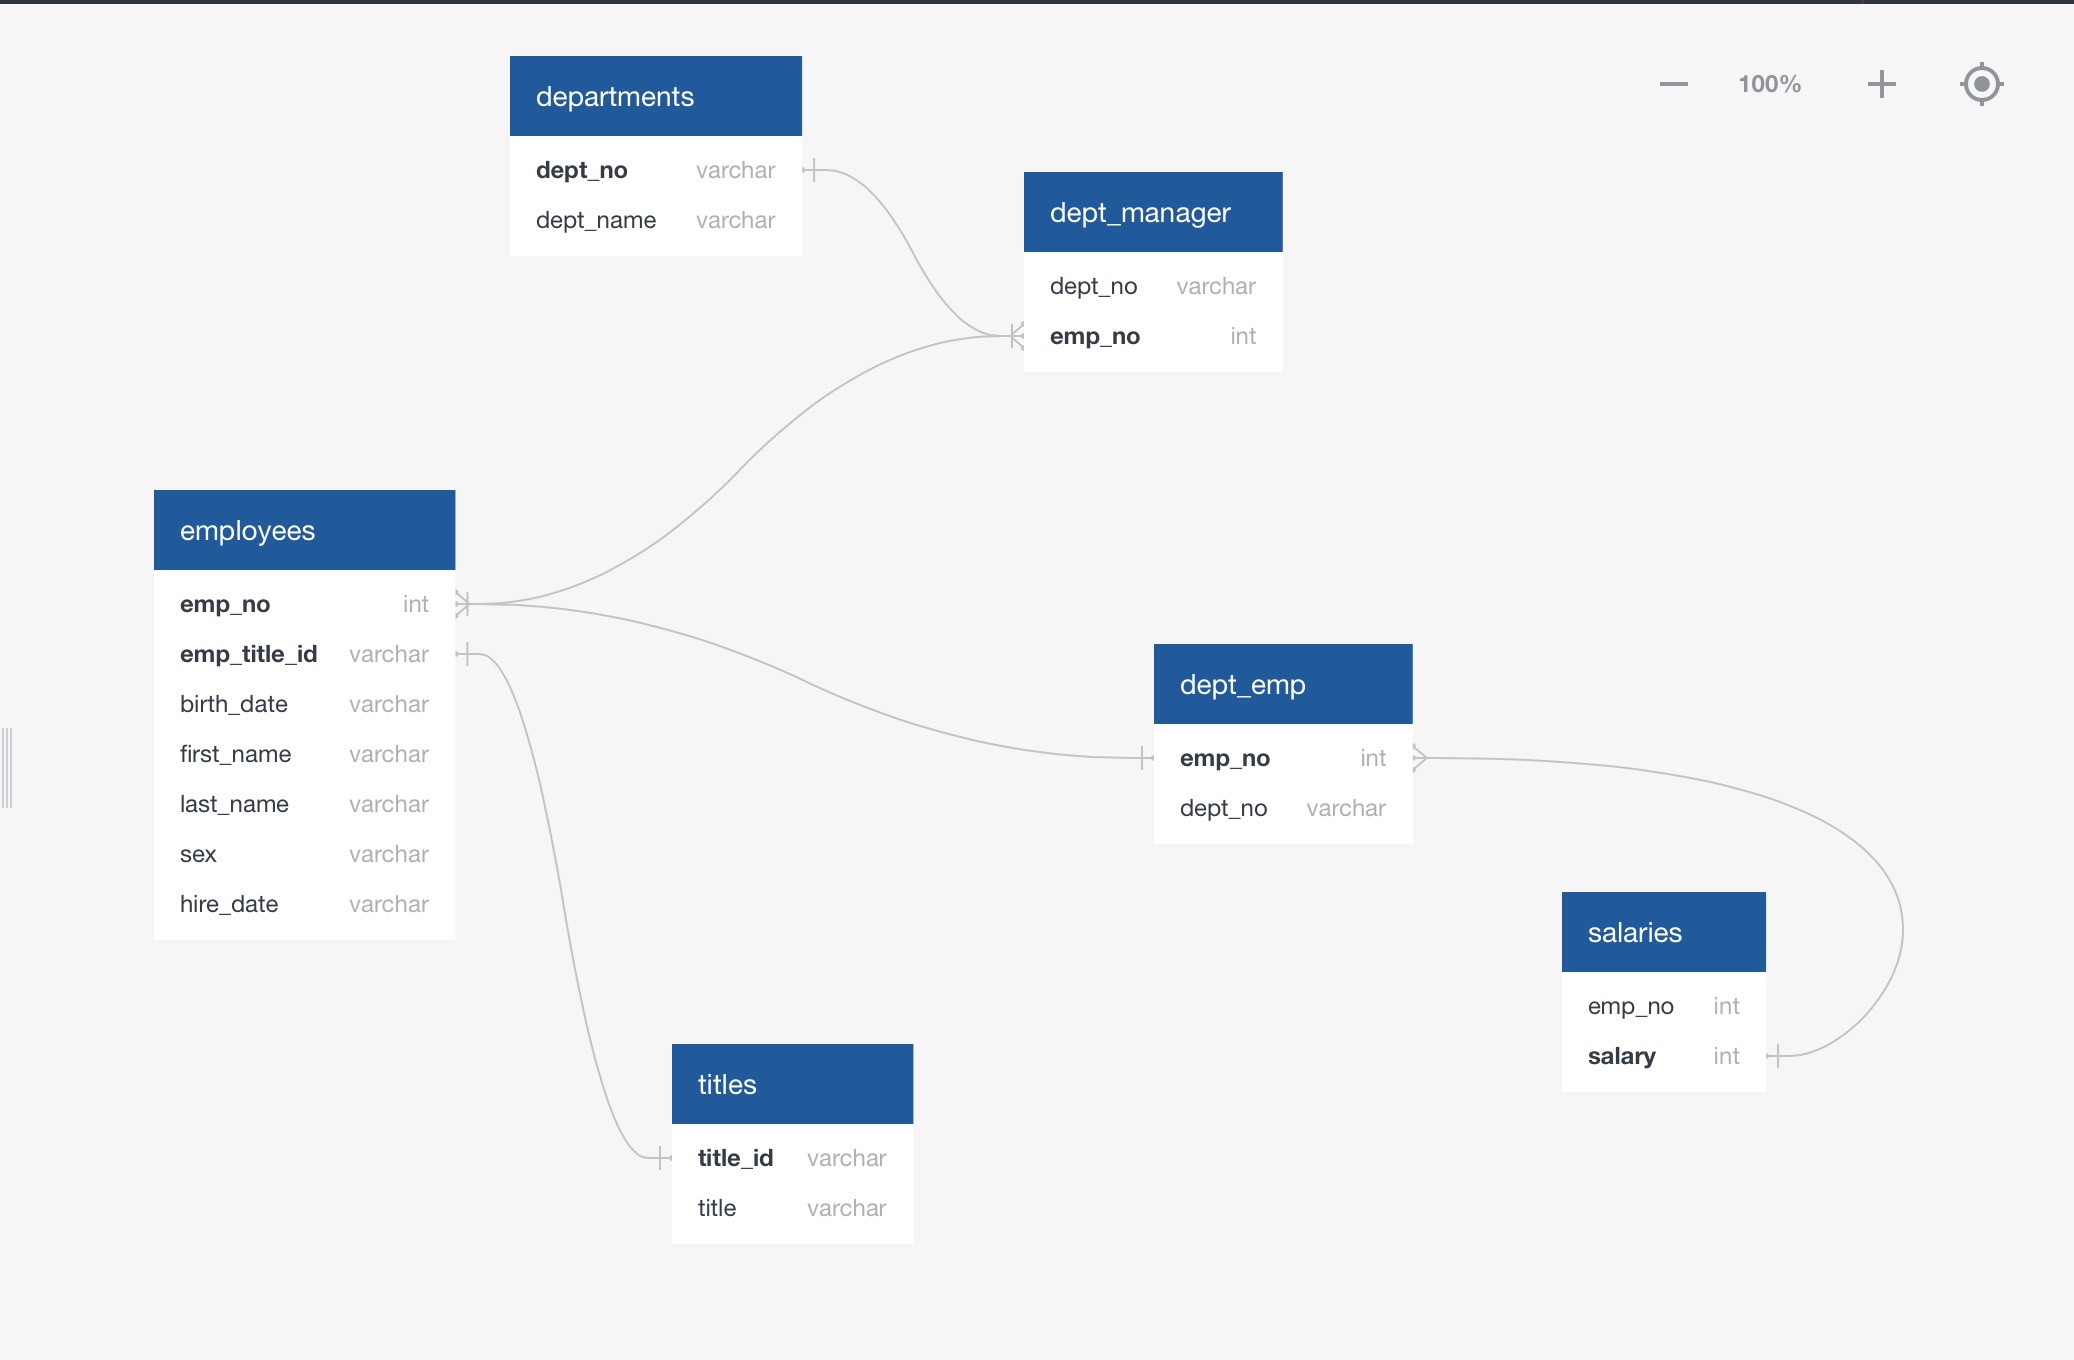 departments
dept_no varchar
dept_name varchar
100%
dept_manager
dept_no varchar
emp_no int
employees
emp_no int
emp_title_id varchar
birth_date varchar
first_name varchar
last_name varchar
sex varchar
hire_date varchar
dept_emp
emp_no int
dept_no varchar
salaries
emp_no int
salary int
titles
title_id varchar
title varchar